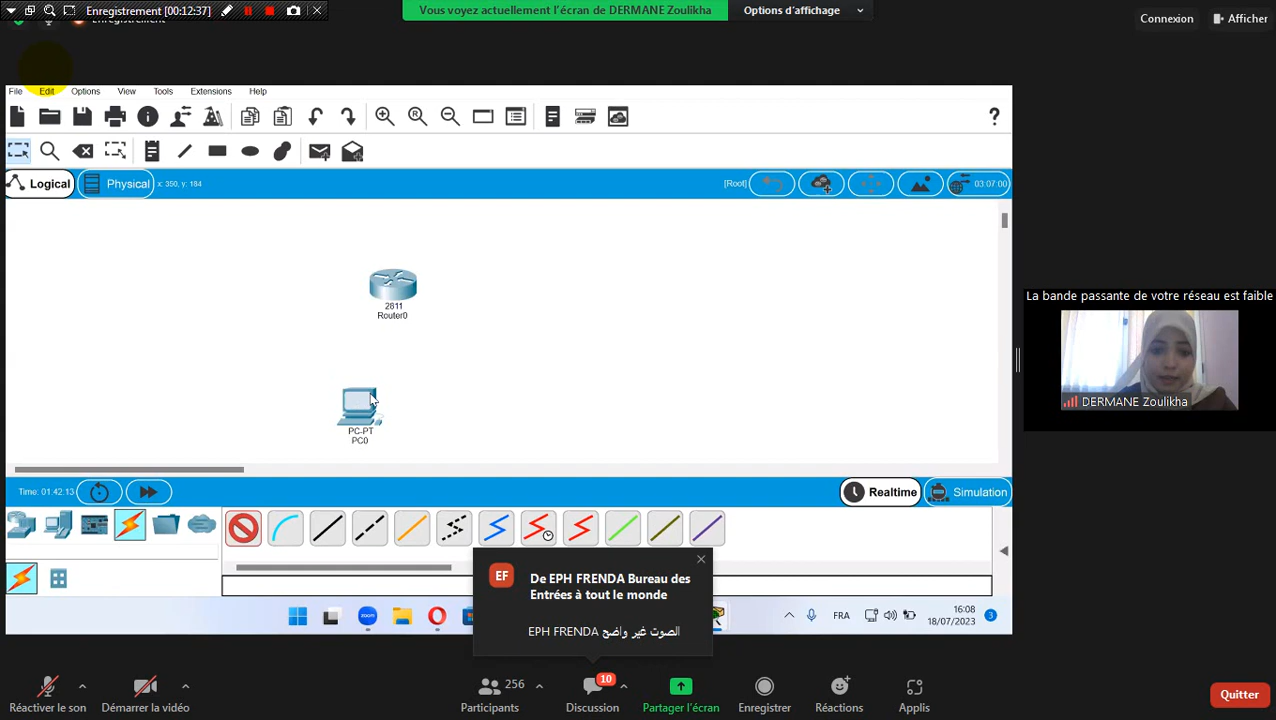 Enregistrement [00:12:37]
Vous voyez actuellement l'écran de DERMANE Zoulikha
Options d'affichage
Enregistrement
Connexion
Afficher
File
Edit
Options
View
Tools
Extensions
Help
?
Logical
Physical
x: 350, y: 184
[Root]
03:07:00
2811
Router0
PC-PT
PC0
La bande passante de votre réseau est faible
DERMANE Zoulikha
Time: 01:42:13
Realtime
Simulation
EF
De EPH FRENDA Bureau des
Entrées à tout le monde
EPH FRENDA الصوت غير واضح
zoom
FRA
16:08
18/07/2023
3
Réactiver le son
Démarrer la vidéo
256
Participants
10
Discussion
Partager l'écran
Enregistrer
Réactions
Applis
Quitter